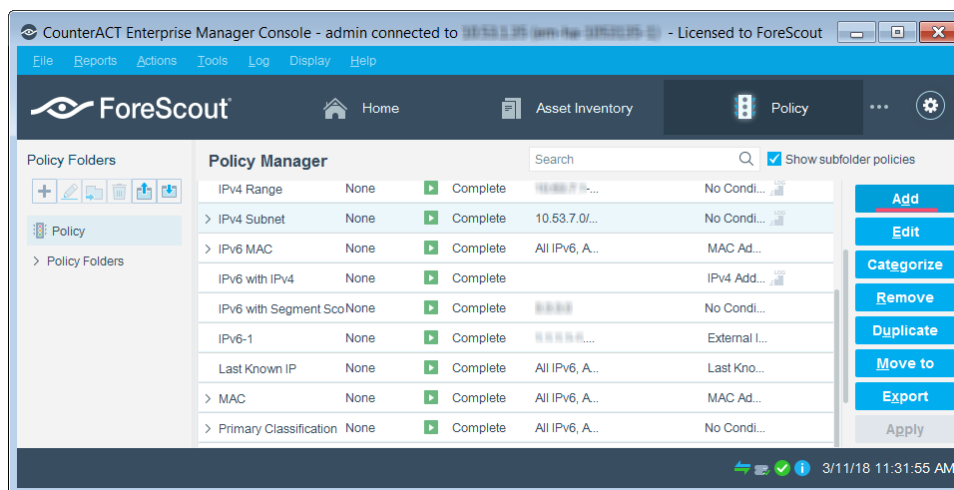 CounterACT Enterprise Manager Console - admin connected to - Licensed to ForeScout
File Reports Actions Tools Log Display Help
ForeScout Home Asset Inventory Policy
Policy Folders
Policy
Policy Folders
Policy Manager Search Show subfolder policies
IPv4 Range None Complete No Condi...
IPv4 Subnet None Complete 10.53.7.0/... No Condi...
IPv6 MAC None Complete All IPv6, A... MAC Ad...
IPv6 with IPv4 None Complete IPv4 Add...
IPv6 with Segment Sco None Complete No Condi...
IPv6-1 None Complete External I...
Last Known IP None Complete All IPv6, A... Last Kno...
MAC None Complete All IPv6, A... MAC Ad...
Primary Classification None Complete All IPv6, A... No Condi...
Add
Edit
Categorize
Remove
Duplicate
Move to
Export
Apply
3/11/18 11:31:55 AM